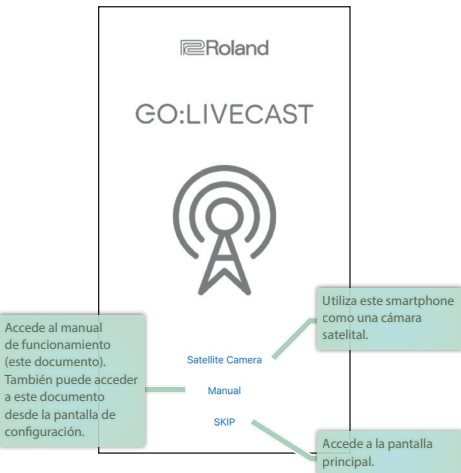 Roland
GO:LIVECAST
Utiliza este smartphone
como una cámara
satelital.
Accede al manual
de funcionamiento
(este documento).
También puede acceder
a este documento
desde la pantalla de
configuración.
Satellite Camera
Manual
SKIP
Accede a la pantalla
principal.